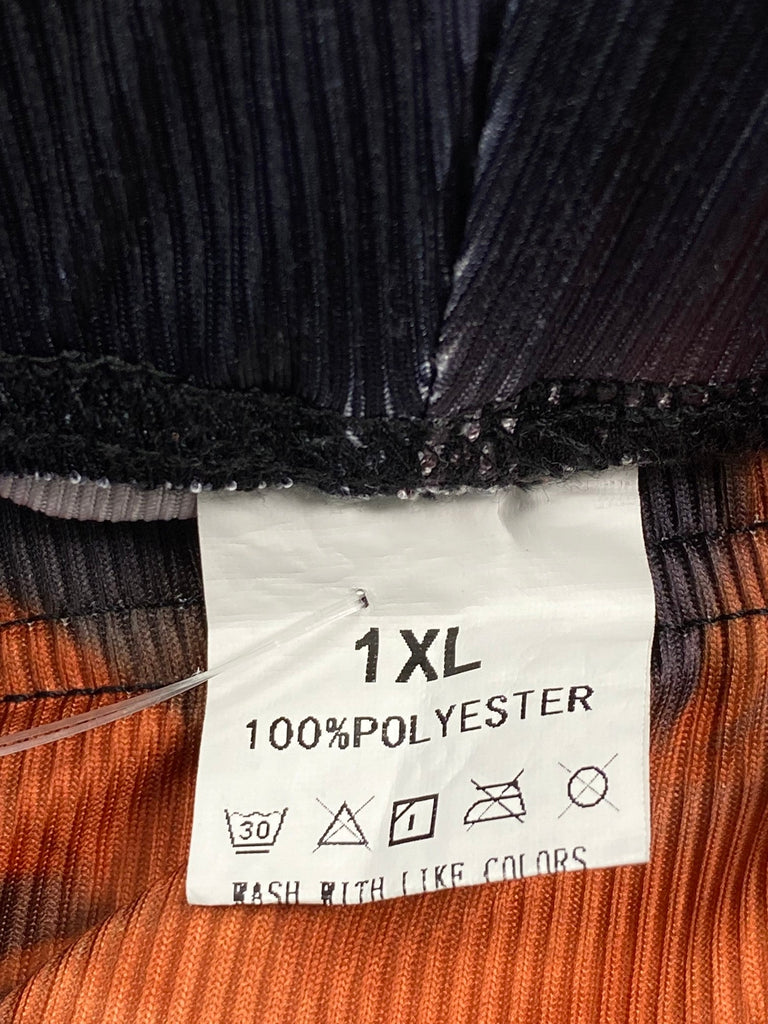 1XL
100%POLYESTER
30
WASH WITH LIKE COLORS